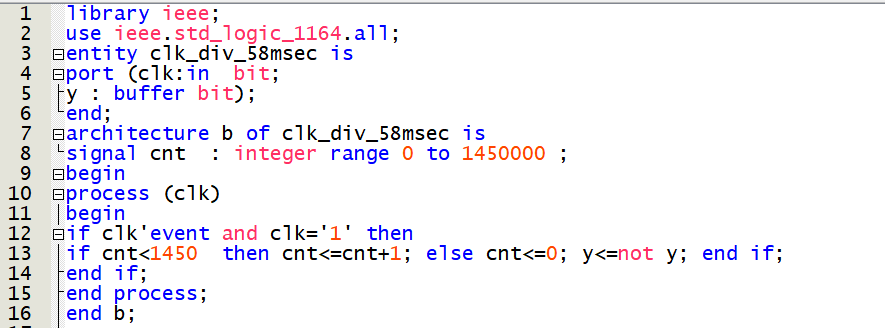 1 library ieee;
2 use ieee.std_logic_1164.all;
3 entity clk_div_58msec is
4 port (clk:in  bit;
5 y : buffer bit);
6 end;
7 architecture b of clk_div_58msec is
8 signal cnt  : integer range 0 to 1450000 ;
9 begin
10 process (clk)
11 begin
12 if clk'event and clk='1' then
13 if cnt<1450  then cnt<=cnt+1; else cnt<=0; y<=not y; end if;
14 end if;
15 end process;
16 end b;